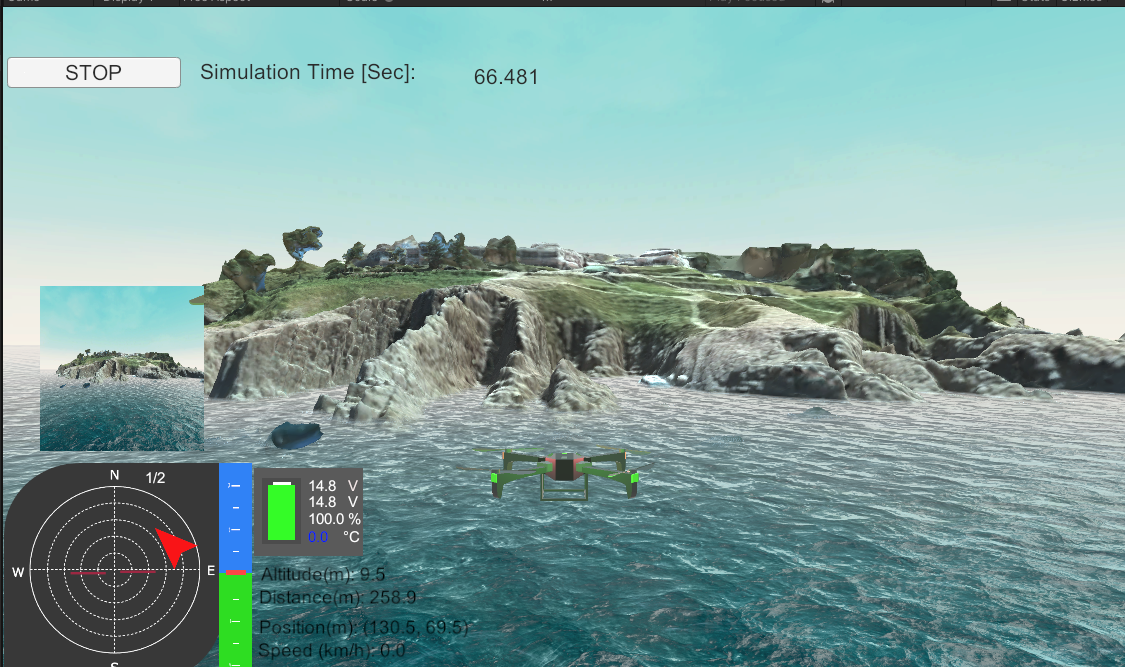 STOP
Simulation Time [Sec]:
66.481
N
1/2
W
E
S
14.8 V
14.8 V
100.0 %
0.0 °C
Altitude(m): 9.5
Distance(m): 258.9
Position(m): (130.5, 69.5)
Speed (km/h): 0.0